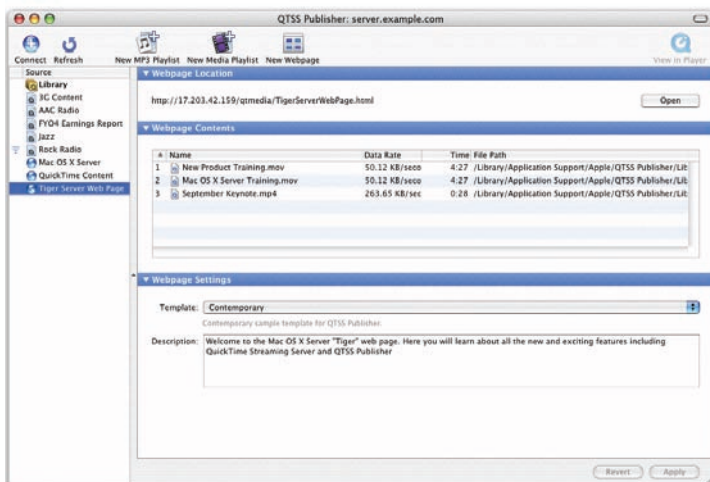 QTSS Publisher: server.example.com
Connect Refresh New MP3 Playlist New Media Playlist New Webpage View in Player
Source
Library
3G Content
AAC Radio
FY04 Earnings Report
Jazz
Rock Radio
Mac OS X Server
QuickTime Content
Tiger Server Web Page
Webpage Location
http://17.203.42.159/qtmedia/TigerServerWebPage.html Open
Webpage Contents
Name Data Rate Time File Path
1 New Product Training.mov 50.12 KB/seco 4:27 /Library/Application Support/Apple/QTSS Publisher/Lib
2 Mac OS X Server Training.mov 50.12 KB/seco 4:27 /Library/Application Support/Apple/QTSS Publisher/Lib
3 September Keynote.mp4 263.65 KB/sec 0:28 /Library/Application Support/Apple/QTSS Publisher/Lib
Webpage Settings
Template: Contemporary
Contemporary sample template for QTSS Publisher.
Description: Welcome to the Mac OS X Server "Tiger" web page. Here you will learn about all the new and exciting features including
QuickTime Streaming Server and QTSS Publisher
Revert Apply